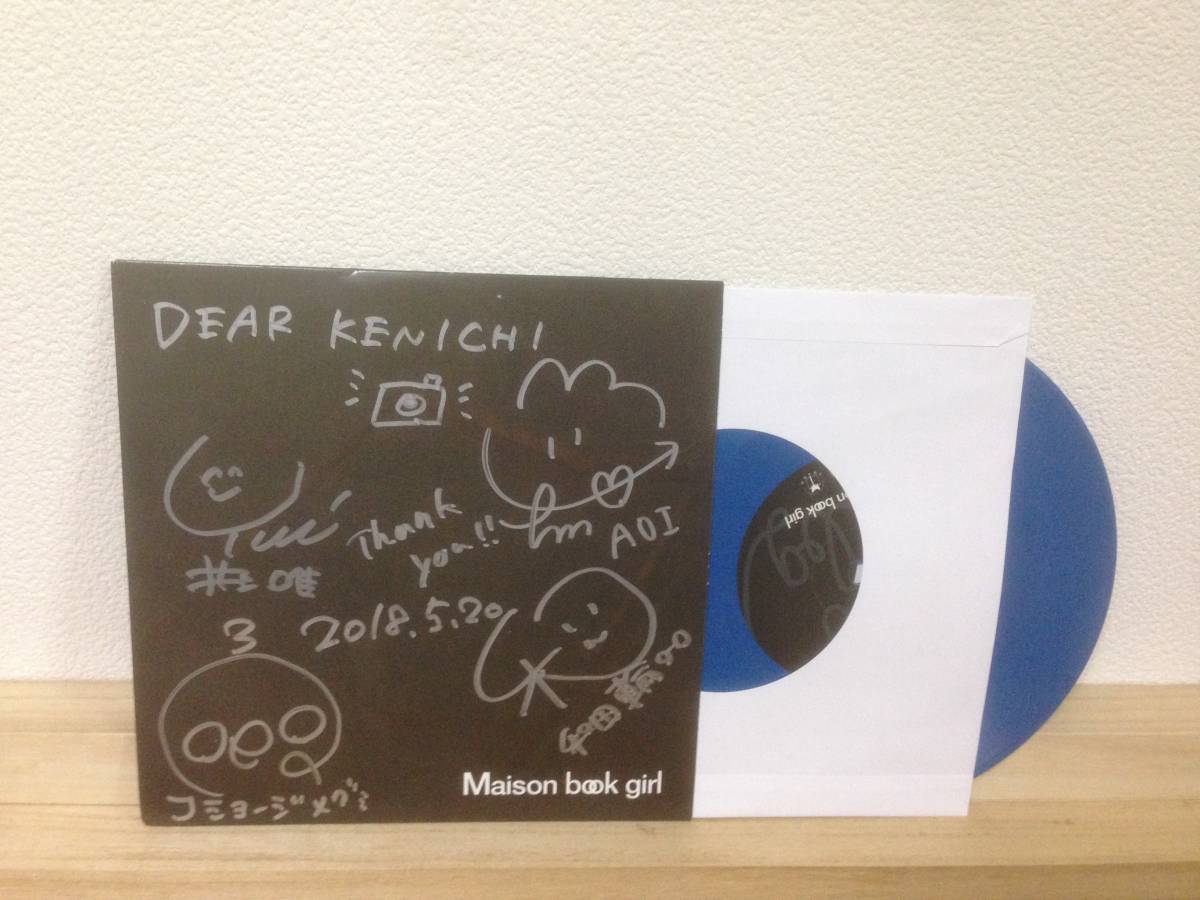 DEAR KENICHI
Yui
井上唯
Thank
you!!
AOI
3
2018.5.20
和田輪
コショージメグミ
Maison book girl
on book girl